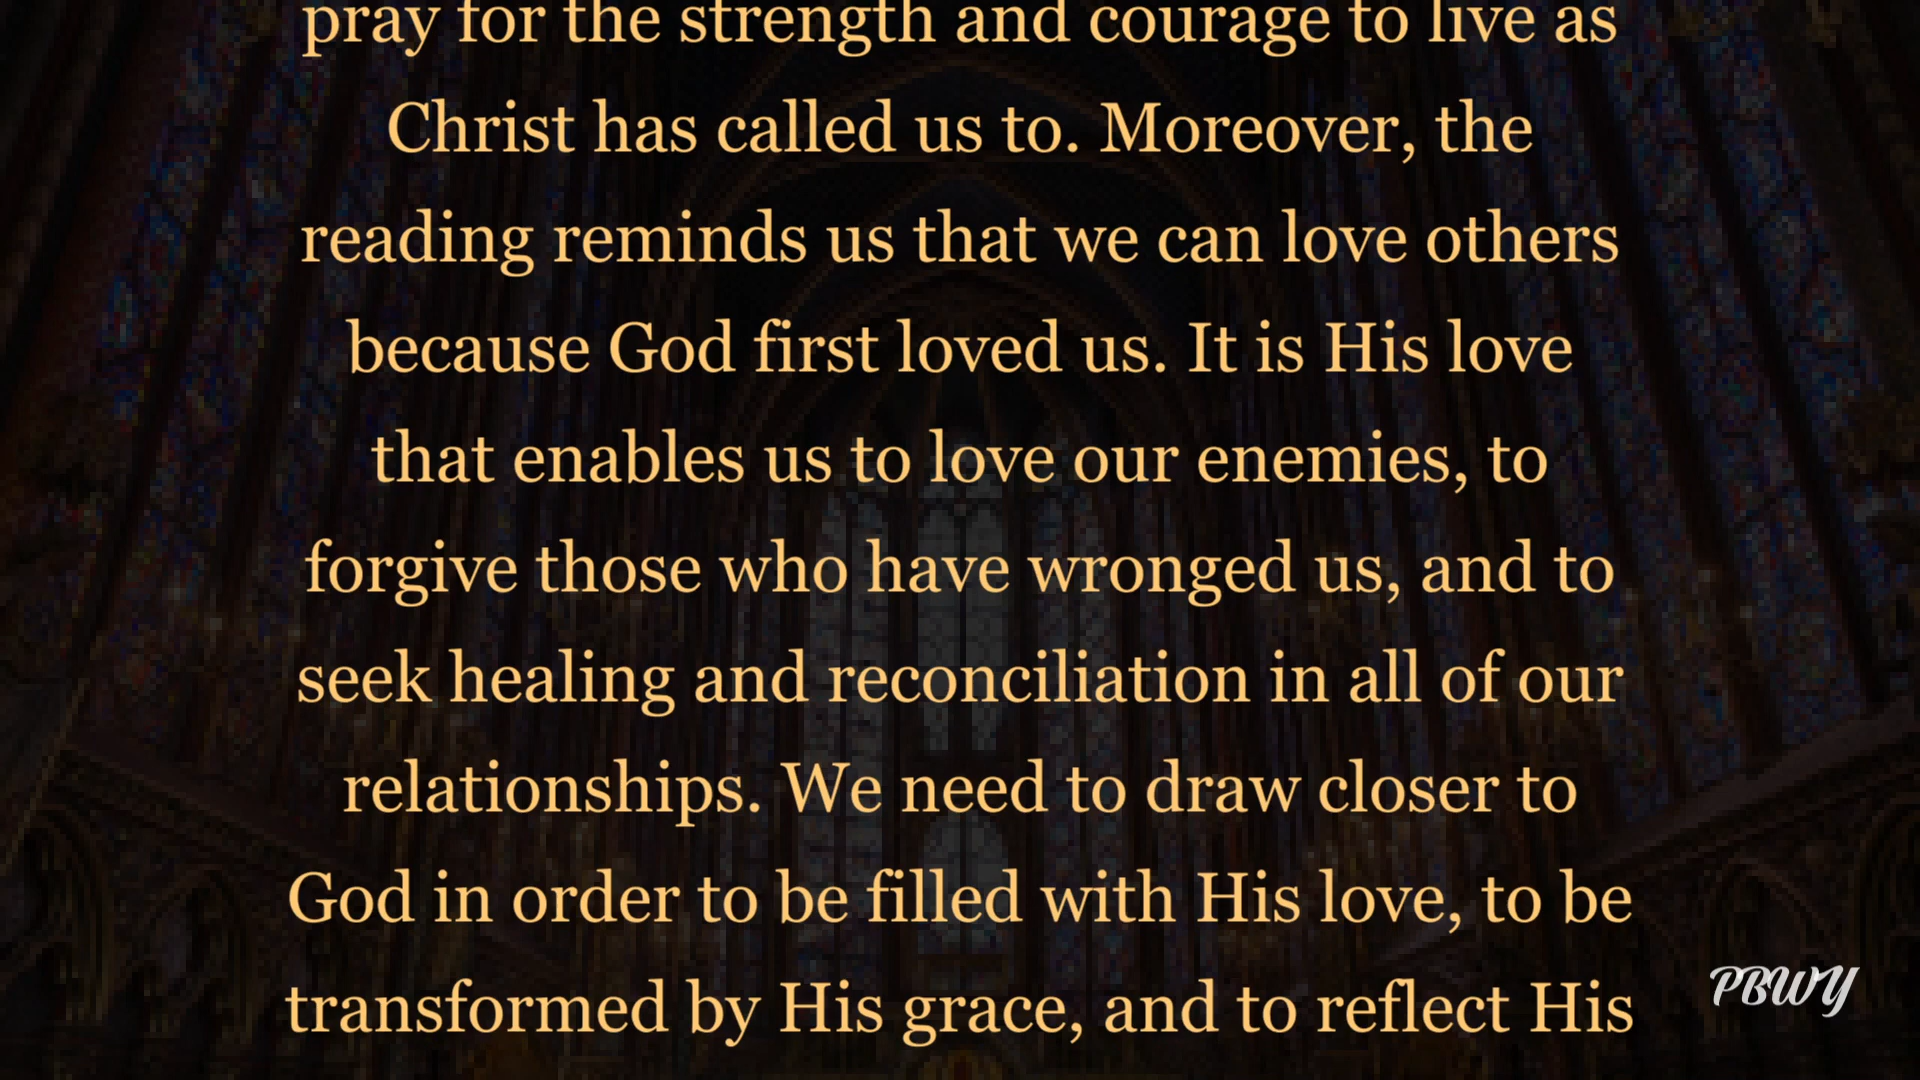 pray for the strength and courage to live as
Christ has called us to. Moreover, the
reading reminds us that we can love others
because God first loved us. It is His love
that enables us to love our enemies, to
forgive those who have wronged us, and to
seek healing and reconciliation in all of our
relationships. We need to draw closer to
God in order to be filled with His love, to be
transformed by His grace, and to reflect His
PBWY